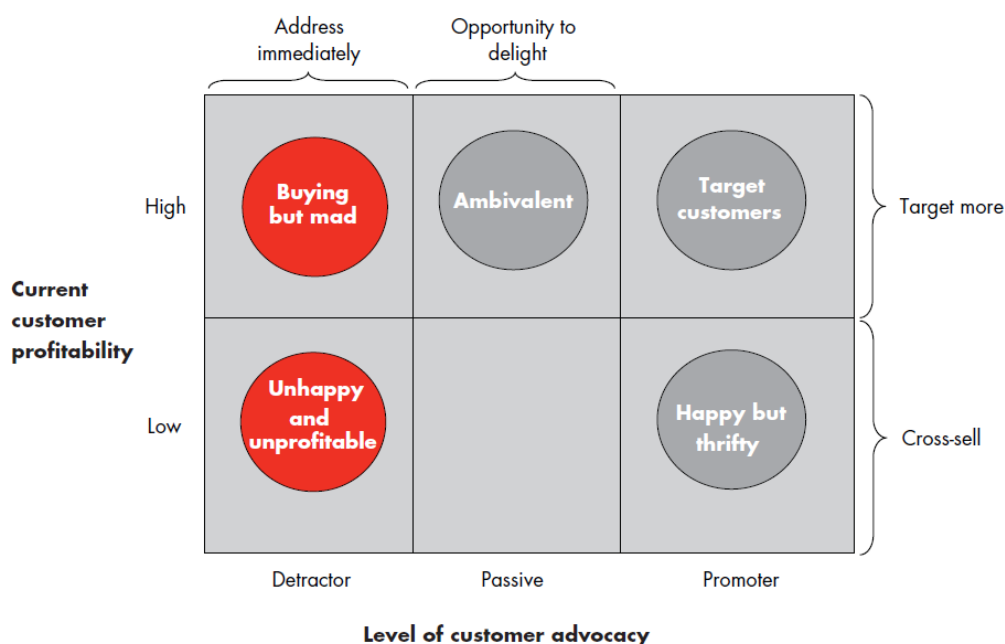 Address
immediately
Opportunity to
delight
High
Buying
but mad
Ambivalent
Target
customers
Target more
Current
customer
profitability
Low
Unhappy
and
unprofitable
Happy but
thrifty
Cross-sell
Detractor
Passive
Promoter
Level of customer advocacy